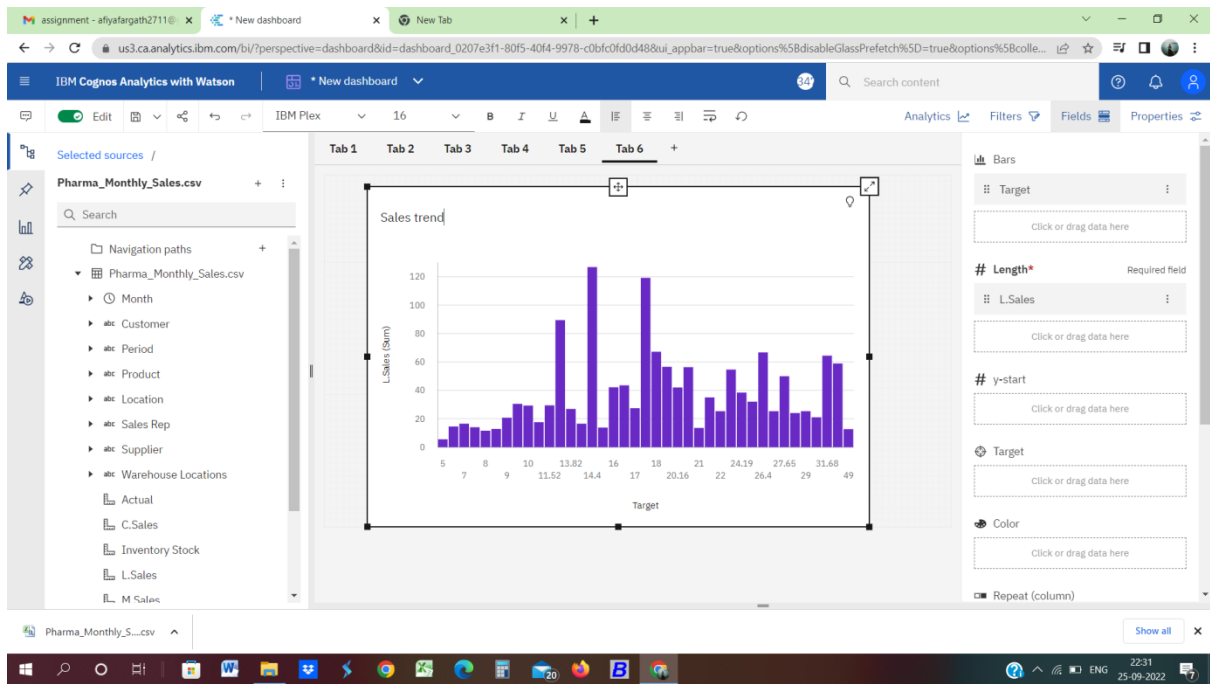 assignment - afiyafargath2711@
* New dashboard
New Tab
us3.ca.analytics.ibm.com/bi/?perspective=dashboard&id=dashboard_0207e3f1-80f5-40f4-9978-c0bfc0fd0d48&ui_appbar=true&options%5BdisableGlassPrefetch%5D=true&options%5Bcolle...
IBM Cognos Analytics with Watson
* New dashboard
Search content
Edit
IBM Plex
16
B I U A
Analytics
Filters
Fields
Properties
Selected sources /
Tab 1 Tab 2 Tab 3 Tab 4 Tab 5 Tab 6 +
Pharma_Monthly_Sales.csv
Search
Navigation paths
Pharma_Monthly_Sales.csv
Month
abc Customer
abc Period
abc Product
abc Location
abc Sales Rep
abc Supplier
abc Warehouse Locations
Actual
C.Sales
Inventory Stock
L.Sales
M.Sales
Sales trend
L.Sales (Sum)
120
100
80
60
40
20
0
5 8 10 13.82 16 18 21 24.19 27.65 31.68
7 9 11.52 14.4 17 20.16 22 26.4 29 49
Target
Bars
Target
Click or drag data here
# Length*
Required field
L.Sales
Click or drag data here
# y-start
Click or drag data here
Target
Click or drag data here
Color
Click or drag data here
Repeat (column)
Pharma_Monthly_S....csv
Show all
20
ENG
22:31
25-09-2022